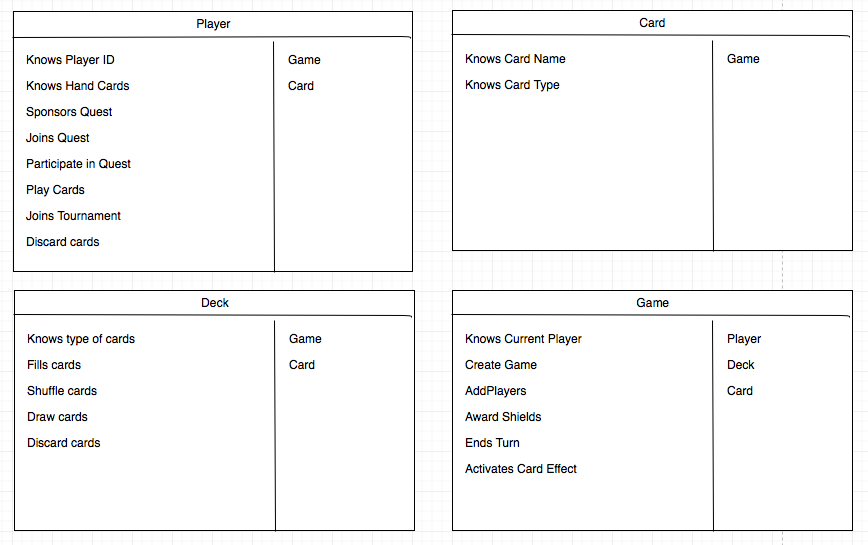 Player
Knows Player ID
Game
Knows Hand Cards
Card
Sponsors Quest
Joins Quest
Participate in Quest
Play Cards
Joins Tournament
Discard cards
Card
Knows Card Name
Game
Knows Card Type
Deck
Knows type of cards
Game
Fills cards
Card
Shuffle cards
Draw cards
Discard cards
Game
Knows Current Player
Player
Create Game
Deck
AddPlayers
Card
Award Shields
Ends Turn
Activates Card Effect